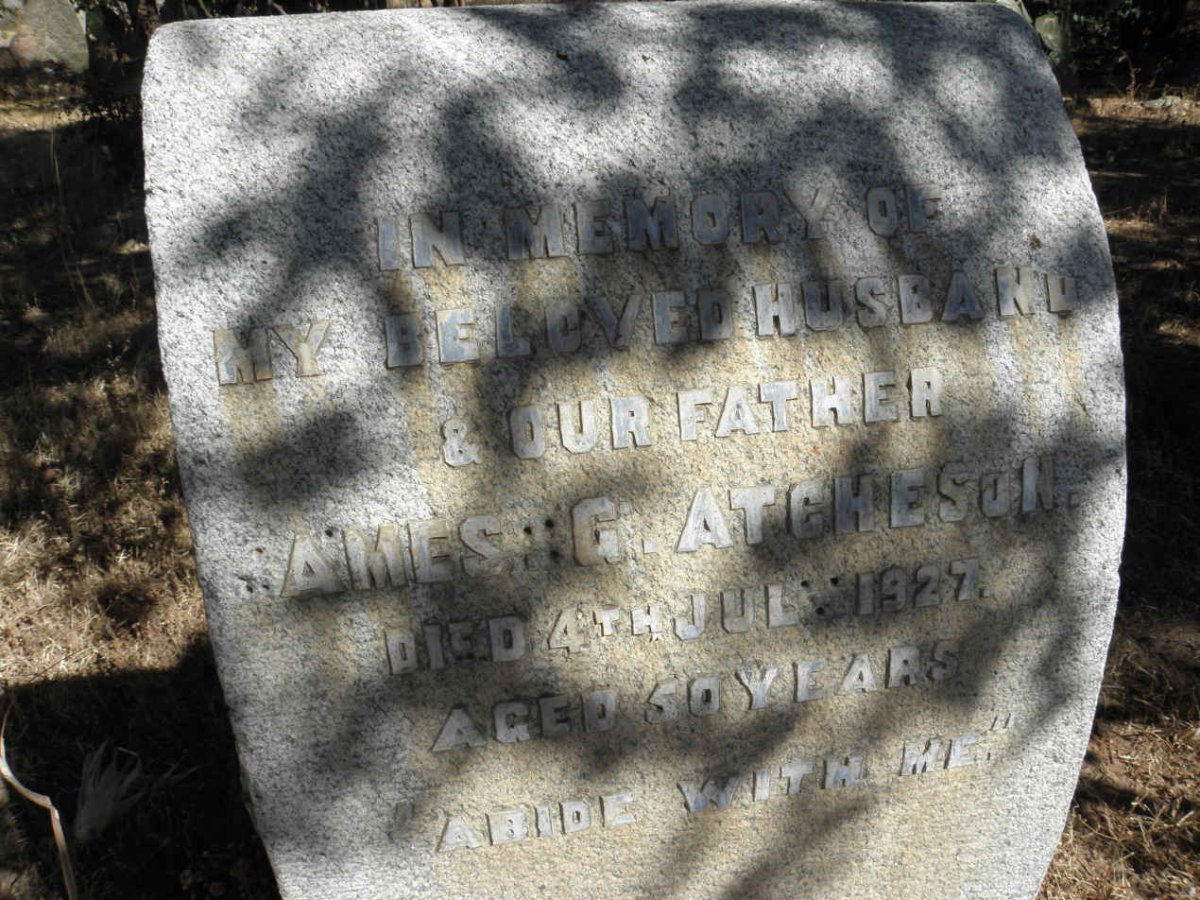 IN MEMORY OF
MY BELOVED HUSBAND
& OUR FATHER
AMES G. ATCHESON.
DIED 4TH JUL 1927.
AGED 50 YEARS
"ABIDE WITH ME."